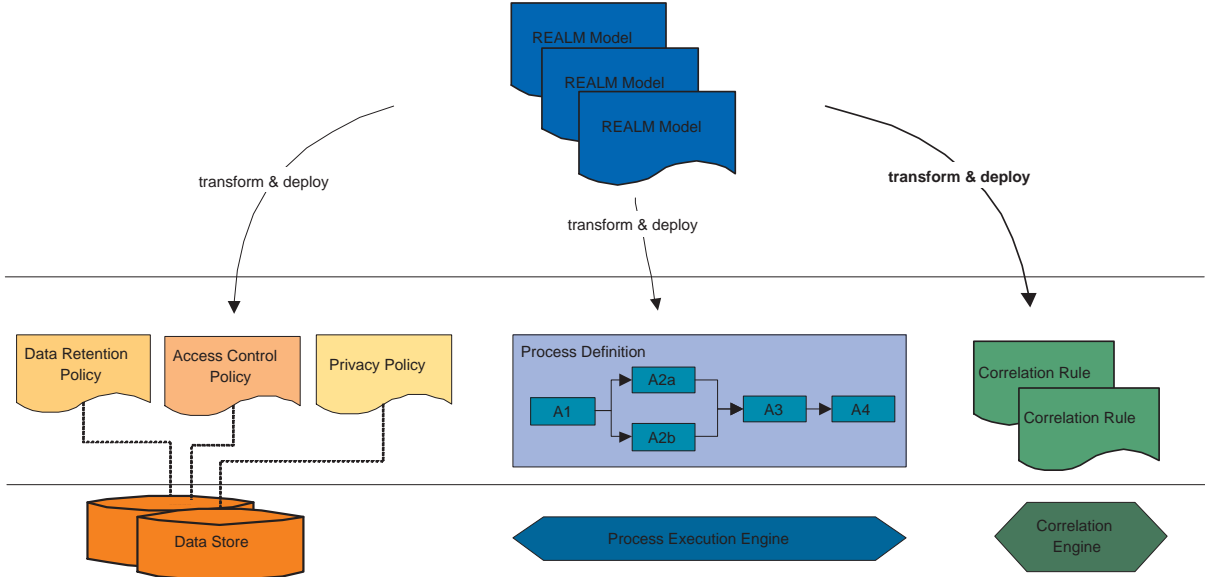 REALM Model
REALM Model
REALM Model
transform & deploy
transform & deploy
transform & deploy
Data Retention
Policy
Access Control
Policy
Privacy Policy
Process Definition
A1
A2a
A2b
A3
A4
Correlation Rule
Correlation Rule
Data Store
Process Execution Engine
Correlation
Engine